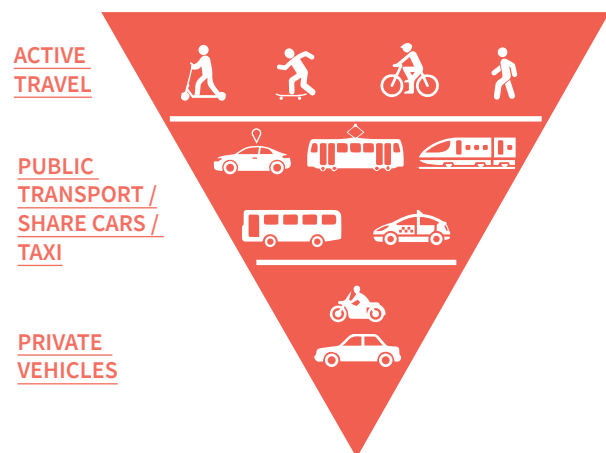 ACTIVE
TRAVEL
PUBLIC
TRANSPORT /
SHARE CARS /
TAXI
PRIVATE
VEHICLES